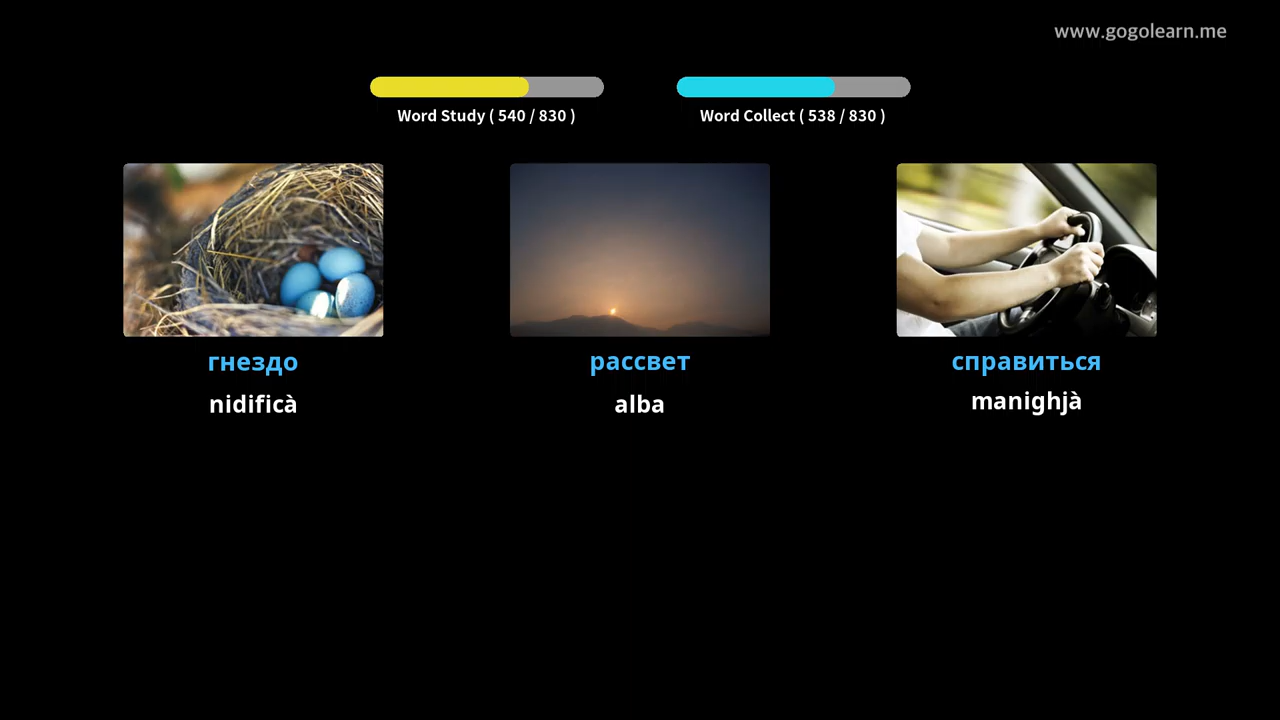 www.gogolearn.me
Word Study ( 540 / 830 )
Word Collect ( 538 / 830 )
гнездо
рассвет
справиться
nidificà
alba
manighjà